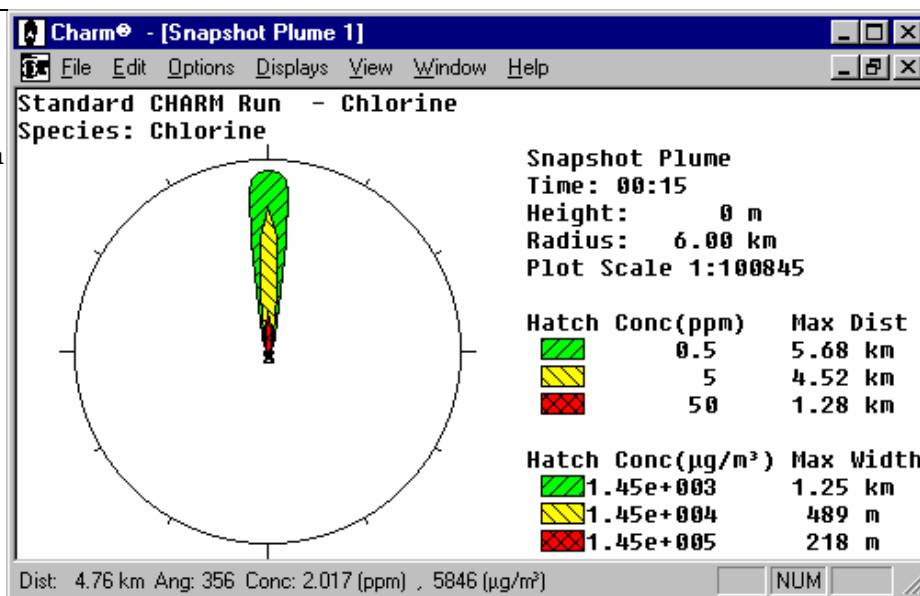 Charm® - [Snapshot Plume 1]
File Edit Options Displays View Window Help
Standard CHARM Run - Chlorine
Species: Chlorine
Snapshot Plume
Time: 00:15
Height: 0 m
Radius: 6.00 km
Plot Scale 1:100845
Hatch Conc(ppm) Max Dist
0.5 5.68 km
5 4.52 km
50 1.28 km
Hatch Conc(µg/m³) Max Width
1.45e+003 1.25 km
1.45e+004 489 m
1.45e+005 218 m
Dist: 4.76 km Ang: 356 Conc: 2.017 (ppm) , 5846 (µg/m³) NUM